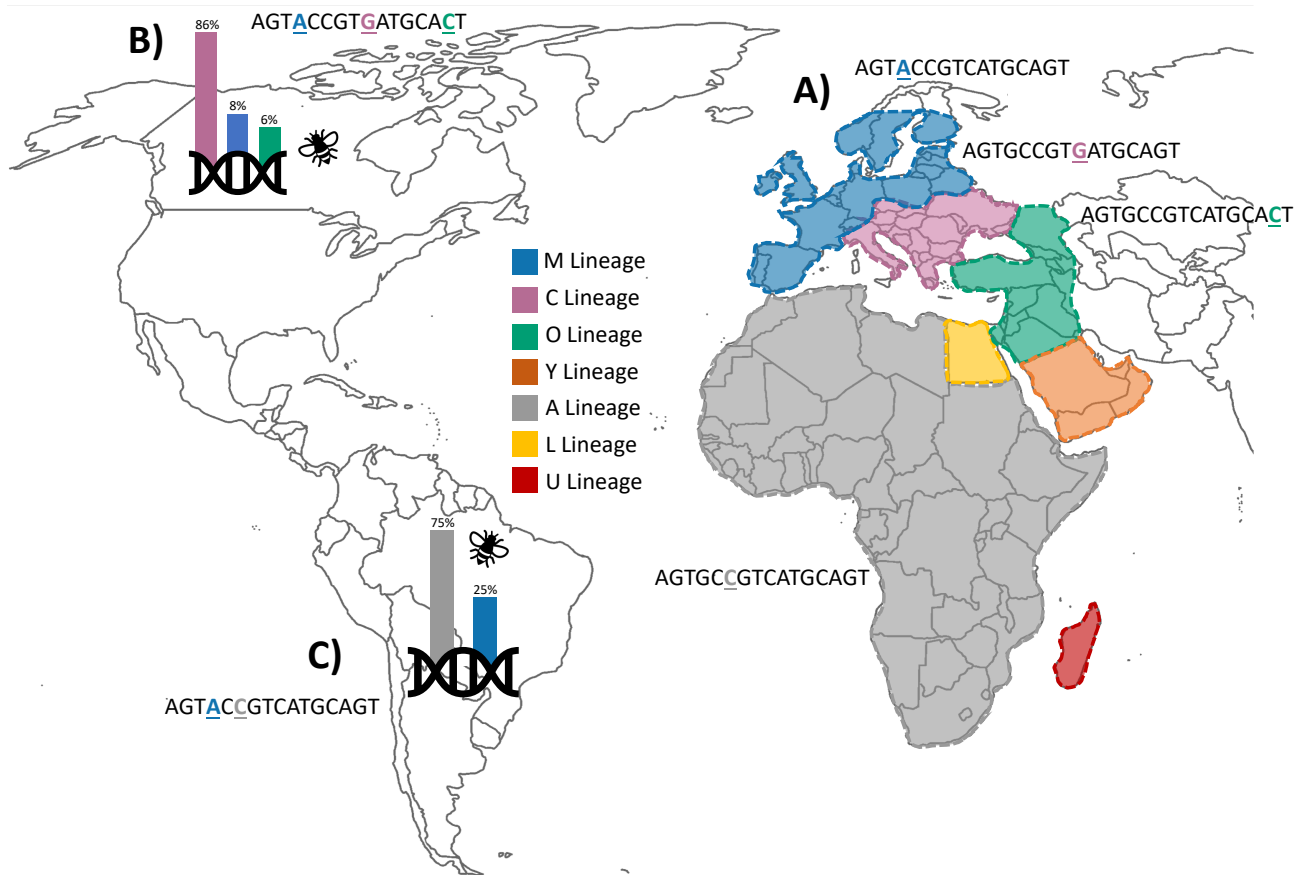 B)
86%
8%
6%
AGTACCGTGATGCACT
A)
AGTACCGTCATGCAGT
AGTGCCGTGATGCAGT
AGTGCCGTCATGCACT
M Lineage
C Lineage
O Lineage
Y Lineage
A Lineage
L Lineage
U Lineage
75%
25%
C)
AGTGCCGTCATGCAGT
AGTACCGTCATGCAGT